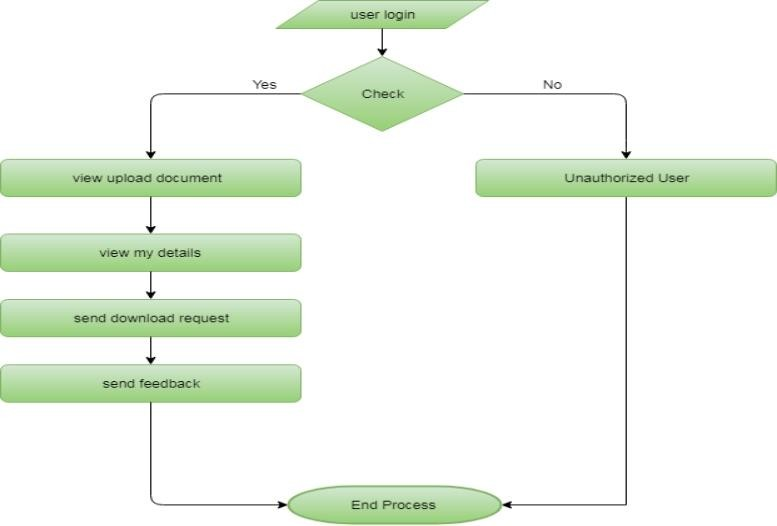 user login
Check
Yes
No
view upload document
Unauthorized User
view my details
send download request
send feedback
End Process